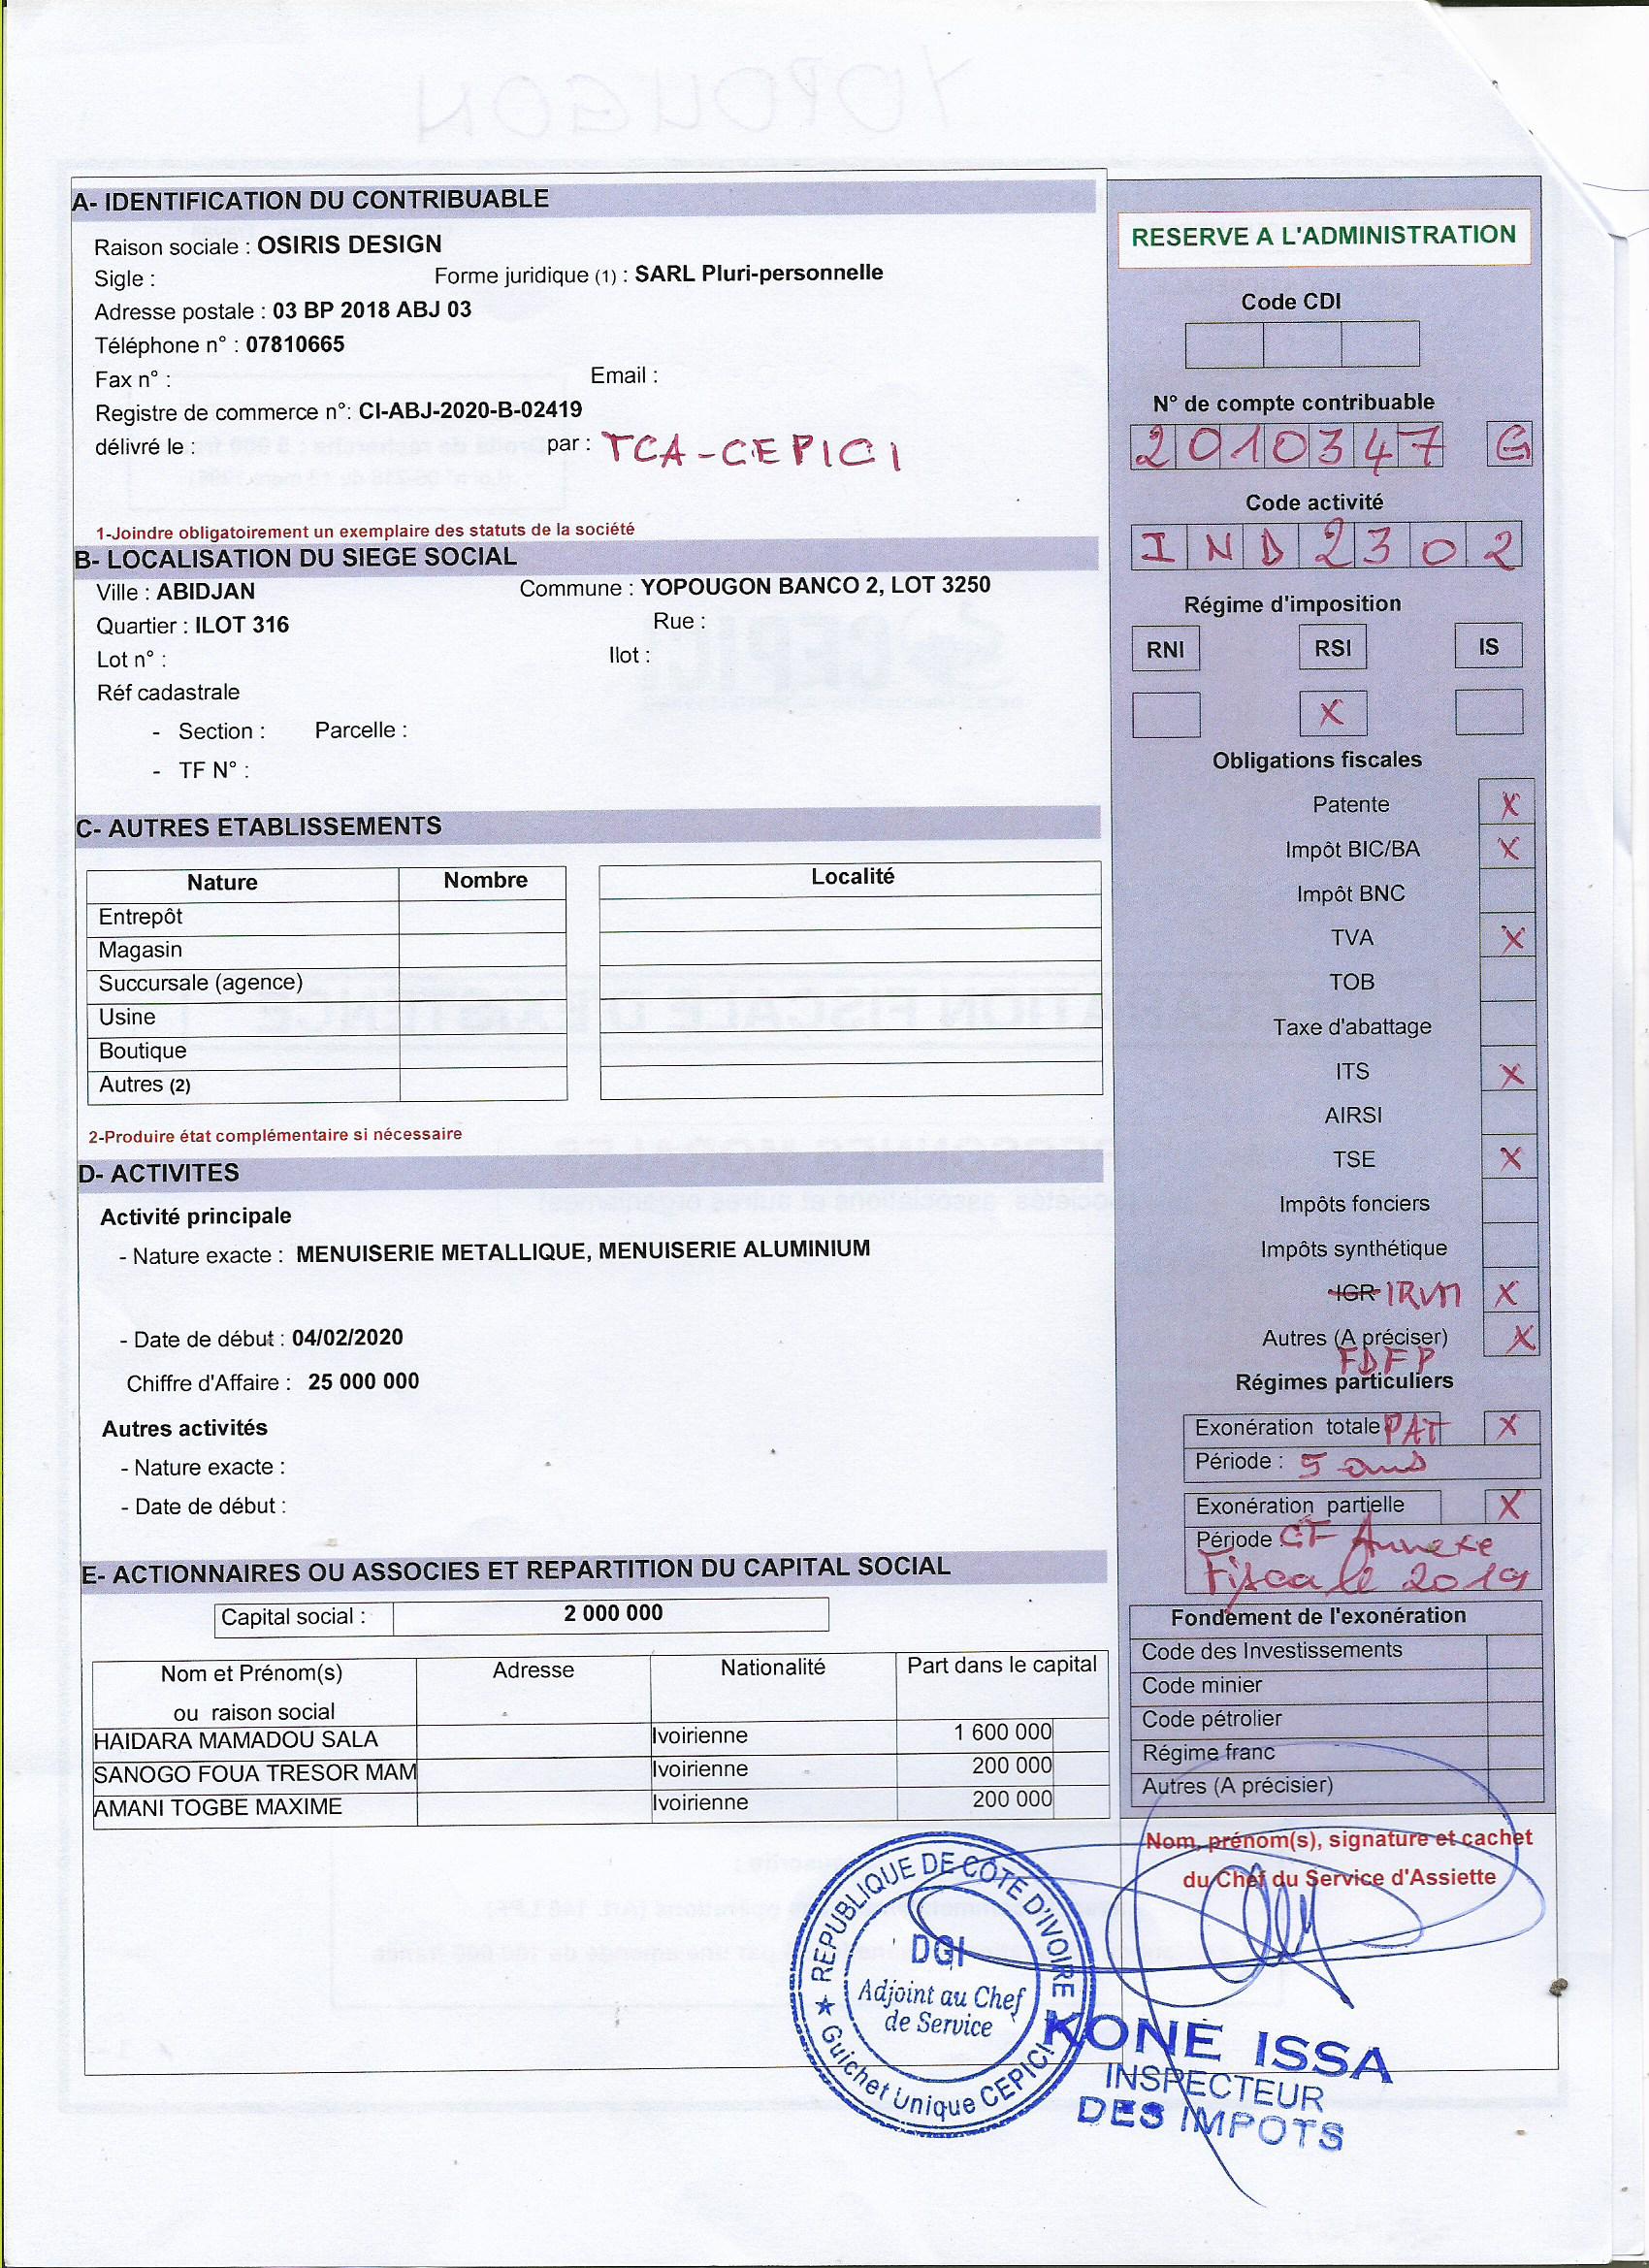 A- IDENTIFICATION DU CONTRIBUABLE
Raison sociale : OSIRIS DESIGN
Sigle :
Forme juridique (1) : SARL Pluri-personnelle
Adresse postale : 03 BP 2018 ABJ 03
Téléphone n° : 07810665
Fax n° :
Email :
Registre de commerce n°: CI-ABJ-2020-B-02419
délivré le :
par : TCA-CEPICI
1-Joindre obligatoirement un exemplaire des statuts de la société
B- LOCALISATION DU SIEGE SOCIAL
Ville : ABIDJAN
Commune : YOPOUGON BANCO 2, LOT 3250
Quartier : ILOT 316
Rue :
Lot n° :
Ilot :
Réf cadastrale
- Section :
Parcelle :
- TF N° :
C- AUTRES ETABLISSEMENTS
Nature
Nombre
Localité
Entrepôt
Magasin
Succursale (agence)
Usine
Boutique
Autres (2)
2-Produire état complémentaire si nécessaire
D- ACTIVITES
Activité principale
- Nature exacte : MENUISERIE METALLIQUE, MENUISERIE ALUMINIUM
- Date de début : 04/02/2020
Chiffre d'Affaire : 25 000 000
Autres activités
- Nature exacte :
- Date de début :
E- ACTIONNAIRES OU ASSOCIES ET REPARTITION DU CAPITAL SOCIAL
Capital social : 2 000 000
Nom et Prénom(s)
ou raison social
Adresse
Nationalité
Part dans le capital
HAIDARA MAMADOU SALA Ivoirienne 1 600 000
SANOGO FOUA TRESOR MAM Ivoirienne 200 000
AMANI TOGBE MAXIME Ivoirienne 200 000
RESERVE A L'ADMINISTRATION
Code CDI
N° de compte contribuable
2010347 G
Code activité
IND2302
Régime d'imposition
RNI RSI IS
X
Obligations fiscales
Patente X
Impôt BIC/BA X
Impôt BNC
TVA X
TOB
Taxe d'abattage
ITS X
AIRSI
TSE X
Impôts fonciers
Impôts synthétique
IGR IRVM X
Autres (A préciser) X
FDFP
Régimes particuliers
Exonération totale PAT X
Période : 5 ans
Exonération partielle X
Période CF Annexe
Fiscale 2019
Fondement de l'exonération
Code des Investissements
Code minier
Code pétrolier
Régime franc
Autres (A précisier)
Nom, prénom(s), signature et cachet
du Chef du Service d'Assiette
REPUBLIQUE DE COTE D'IVOIRE
DGI
Adjoint au Chef
de Service
Guichet Unique CEPICI
KONE ISSA
INSPECTEUR
DES IMPOTS